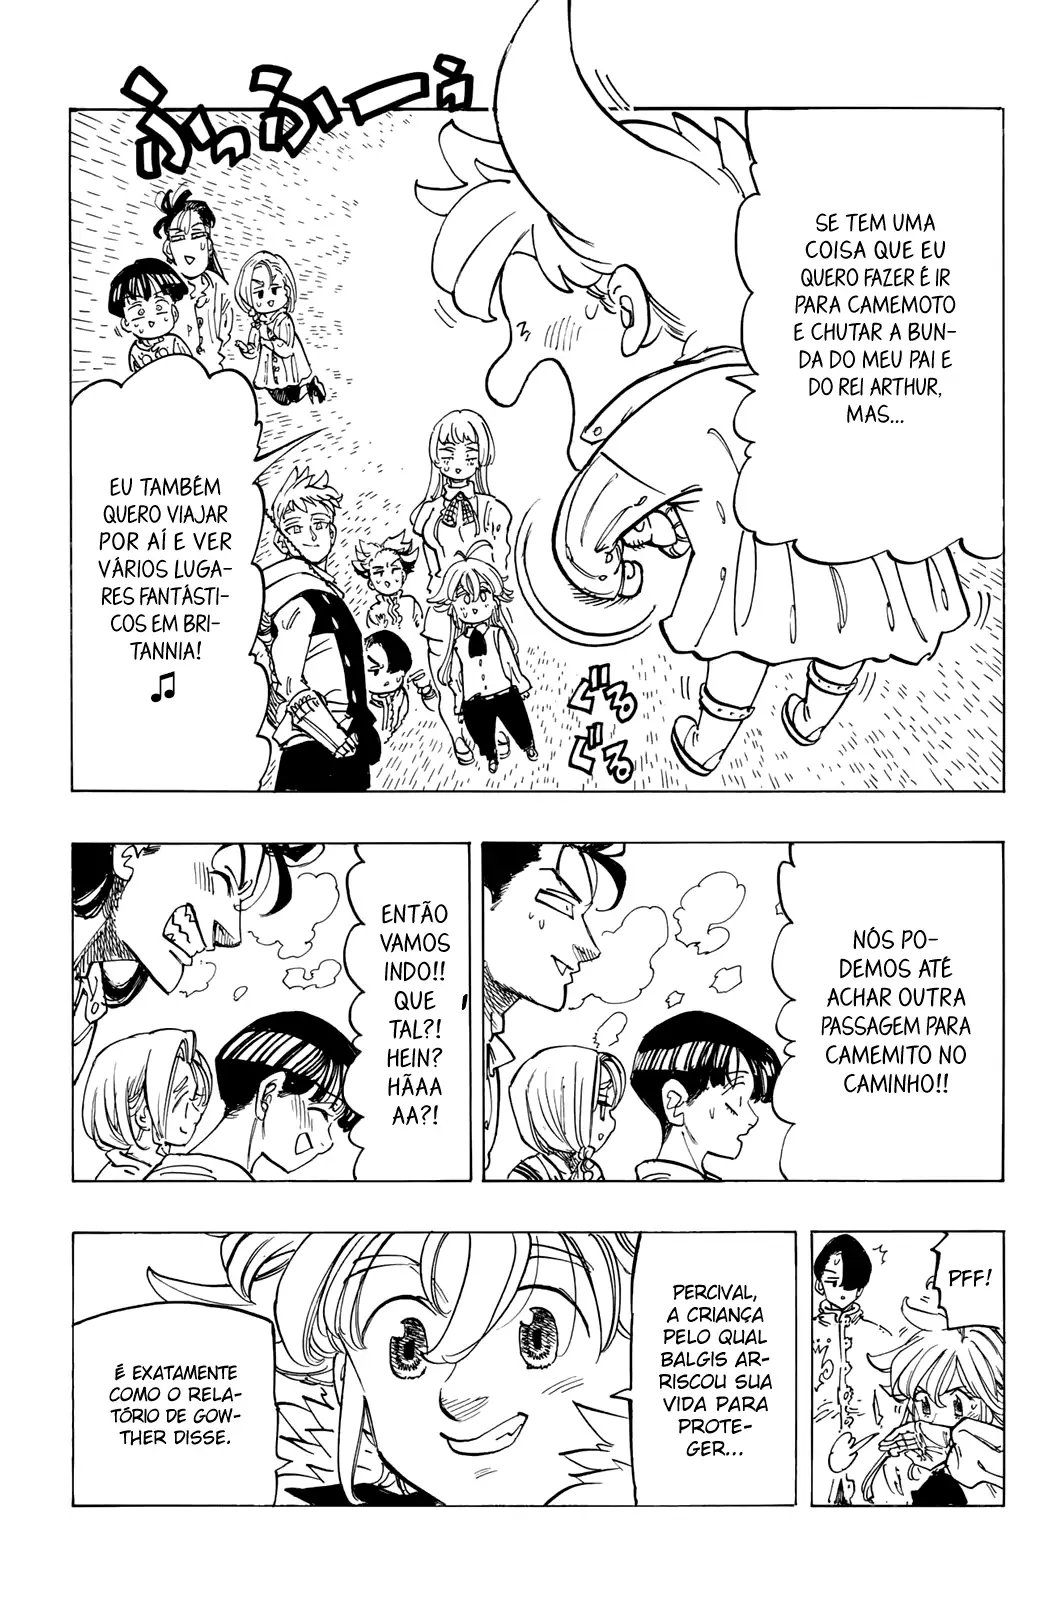 ふぅふーぅ
SE TEM UMA
COISA QUE EU
QUERO FAZER É IR
PARA CAMEMOTO
E CHUTAR A BUN-
DA DO MEU PAI E
DO REI ARTHUR,
MAS...
EU TAMBÉM
QUERO VIAJAR
POR AÍ E VER
VÁRIOS LUGA-
RES FANTÁSTI-
COS EM BRI-
TANNIA!
♫
ぐる
ぐる
NÓS PO-
DEMOS ATÉ
ACHAR OUTRA
PASSAGEM PARA
CAMEMITO NO
CAMINHO!!
ENTÃO
VAMOS
INDO!!
QUE
TAL?!
HEIN?
HÃAA
AA?!
PFF!
PERCIVAL,
A CRIANÇA
PELO QUAL
BALGIS AR-
RISCOU SUA
VIDA PARA
PROTE-
GER...
É EXATAMENTE
COMO O RELA-
TÓRIO DE GOW-
THER DISSE.